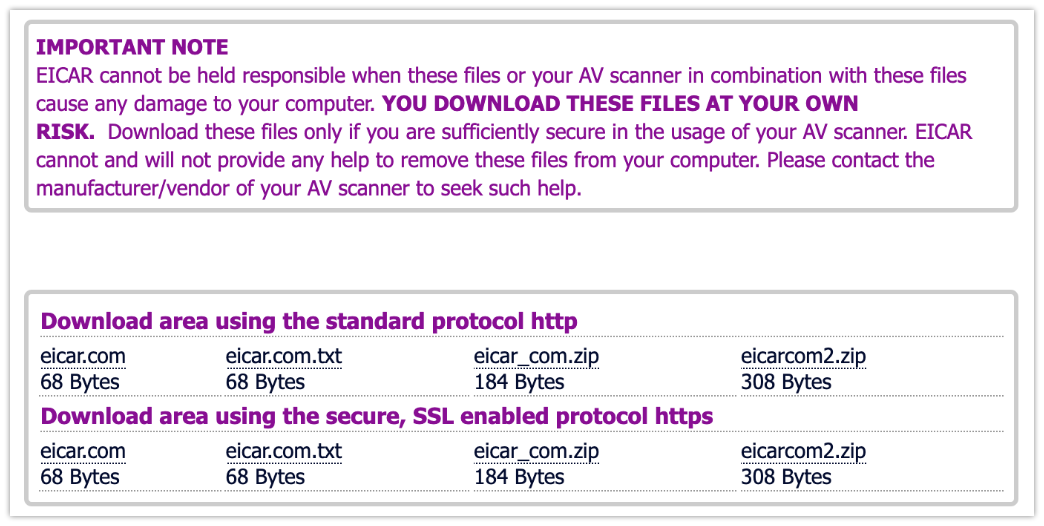 IMPORTANT NOTE
EICAR cannot be held responsible when these files or your AV scanner in combination with these files
cause any damage to your computer. YOU DOWNLOAD THESE FILES AT YOUR OWN
RISK.  Download these files only if you are sufficiently secure in the usage of your AV scanner. EICAR
cannot and will not provide any help to remove these files from your computer. Please contact the
manufacturer/vendor of your AV scanner to seek such help.
Download area using the standard protocol http
eicar.com eicar.com.txt eicar_com.zip eicarcom2.zip
68 Bytes 68 Bytes 184 Bytes 308 Bytes
Download area using the secure, SSL enabled protocol https
eicar.com eicar.com.txt eicar_com.zip eicarcom2.zip
68 Bytes 68 Bytes 184 Bytes 308 Bytes